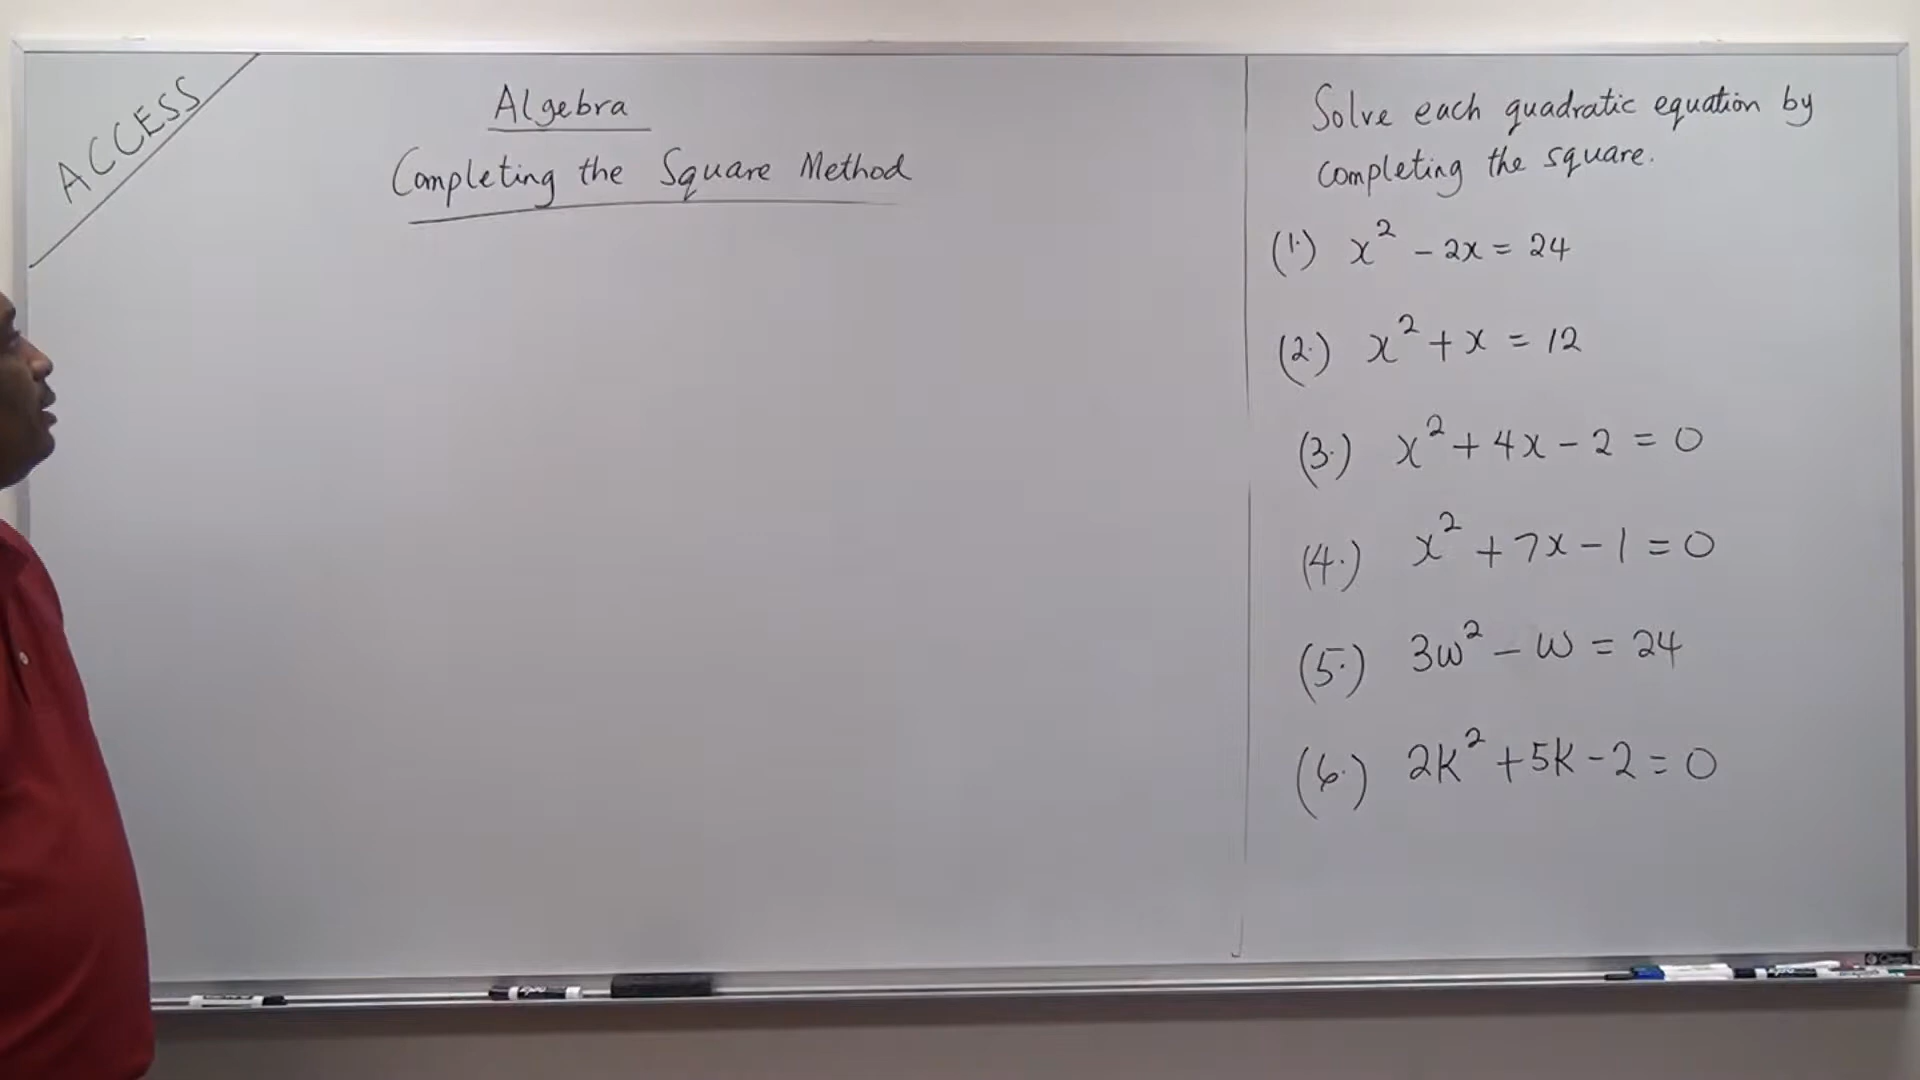 ACCESS
Algebra
Completing the Square Method
Solve each quadratic equation by
completing the square.
(1.) x² - 2x = 24
(2.) x² + x = 12
(3.) x² + 4x - 2 = 0
(4.) x² + 7x - 1 = 0
(5.) 3w² - w = 24
(6.) 2k² + 5k - 2 = 0